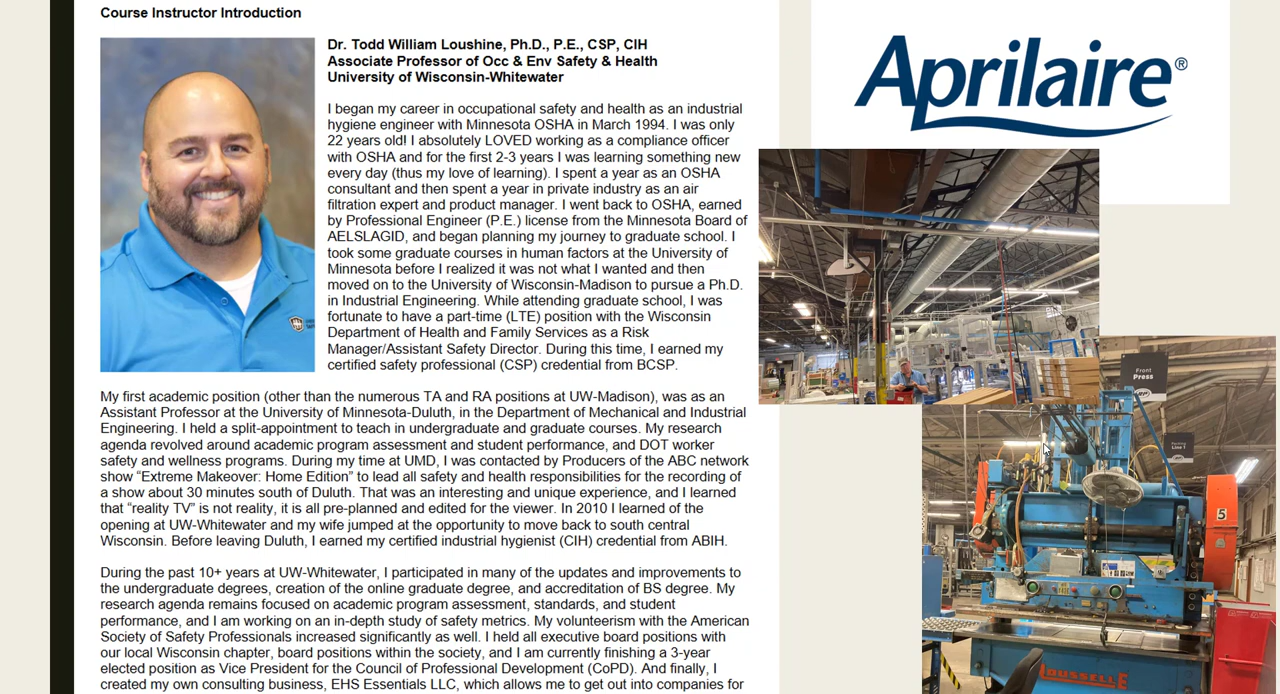 Course Instructor Introduction
Dr. Todd William Loushine, Ph.D., P.E., CSP, CIH
Associate Professor of Occ & Env Safety & Health
University of Wisconsin-Whitewater
I began my career in occupational safety and health as an industrial
hygiene engineer with Minnesota OSHA in March 1994. I was only
22 years old! I absolutely LOVED working as a compliance officer
with OSHA and for the first 2-3 years I was learning something new
every day (thus my love of learning). I spent a year as an OSHA
consultant and then spent a year in private industry as an air
filtration expert and product manager. I went back to OSHA, earned
by Professional Engineer (P.E.) license from the Minnesota Board of
AELSLAGID, and began planning my journey to graduate school. I
took some graduate courses in human factors at the University of
Minnesota before I realized it was not what I wanted and then
moved on to the University of Wisconsin-Madison to pursue a Ph.D.
in Industrial Engineering. While attending graduate school, I was
fortunate to have a part-time (LTE) position with the Wisconsin
Department of Health and Family Services as a Risk
Manager/Assistant Safety Director. During this time, I earned my
certified safety professional (CSP) credential from BCSP.
My first academic position (other than the numerous TA and RA positions at UW-Madison), was as an
Assistant Professor at the University of Minnesota-Duluth, in the Department of Mechanical and Industrial
Engineering. I held a split-appointment to tech in undergraduate and graduate courses. My research
agenda revolved around academic program assessment and student performance, and DOT worker
safety and wellness programs. During my time at UMD, I was contacted by Producers of the ABC network
show “Extreme Makeover: Home Edition” to lead all safety and health responsibilities for the recording of
a show about 30 minutes south of Duluth. That was an interesting and unique experience, and I learned
that “reality TV” is not reality, it is all pre-planned and edited for the viewer. In 2010 I learned of the
opening at UW-Whitewater and my wife jumped at the opportunity to move back to south central
Wisconsin. Before leaving Duluth, I earned my certified industrial hygienist (CIH) credential from ABIH.
During the past 10+ years at UW-Whitewater, I participated in many of the updates and improvements to
the undergraduate degrees, creation of the online graduate degree, and accreditation of BS degree. My
research agenda remains focused on academic program assessment, standards, and student
performance, and I am working on an in-depth study of safety metrics. My volunteerism with the American
Society of Safety Professionals increased significantly as well. I held all executive board positions with
our local Wisconsin chapter, board positions within the society, and I am currently finishing a 3-year
elected position as Vice President for the Council of Professional Development (CoPD). And finally, I
created my own consulting business, EHS Essentials LLC, which allows me to get out into companies for
Aprilaire®
Front
Press
5
ROUSSELLE